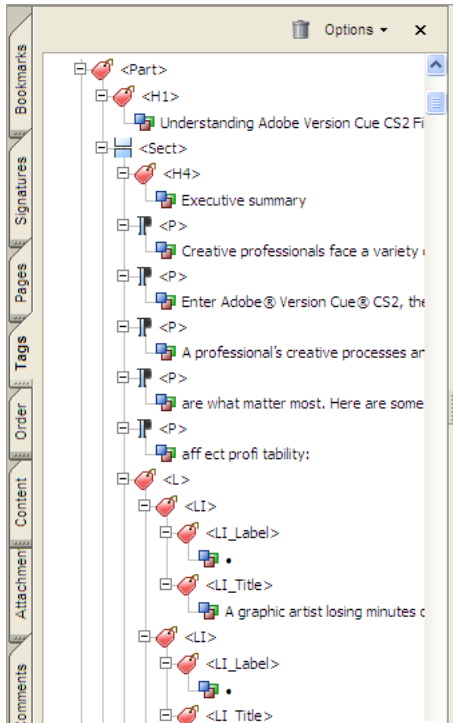 Options
<Part>
<H1>
Understanding Adobe Version Cue CS2 Fi
<Sect>
<H4>
Executive summary
<P>
Creative professionals face a variety
<P>
Enter Adobe® Version Cue® CS2, the
<P>
A professional's creative processes an
<P>
are what matter most. Here are some
<P>
aff ect profi tability:
<L>
<LI>
<LI_Label>
•
<LI_Title>
A graphic artist losing minutes
<LI>
<LI_Label>
•
<LI_Title>
Bookmarks
Signatures
Pages
Tags
Order
Content
Attachmen
omments